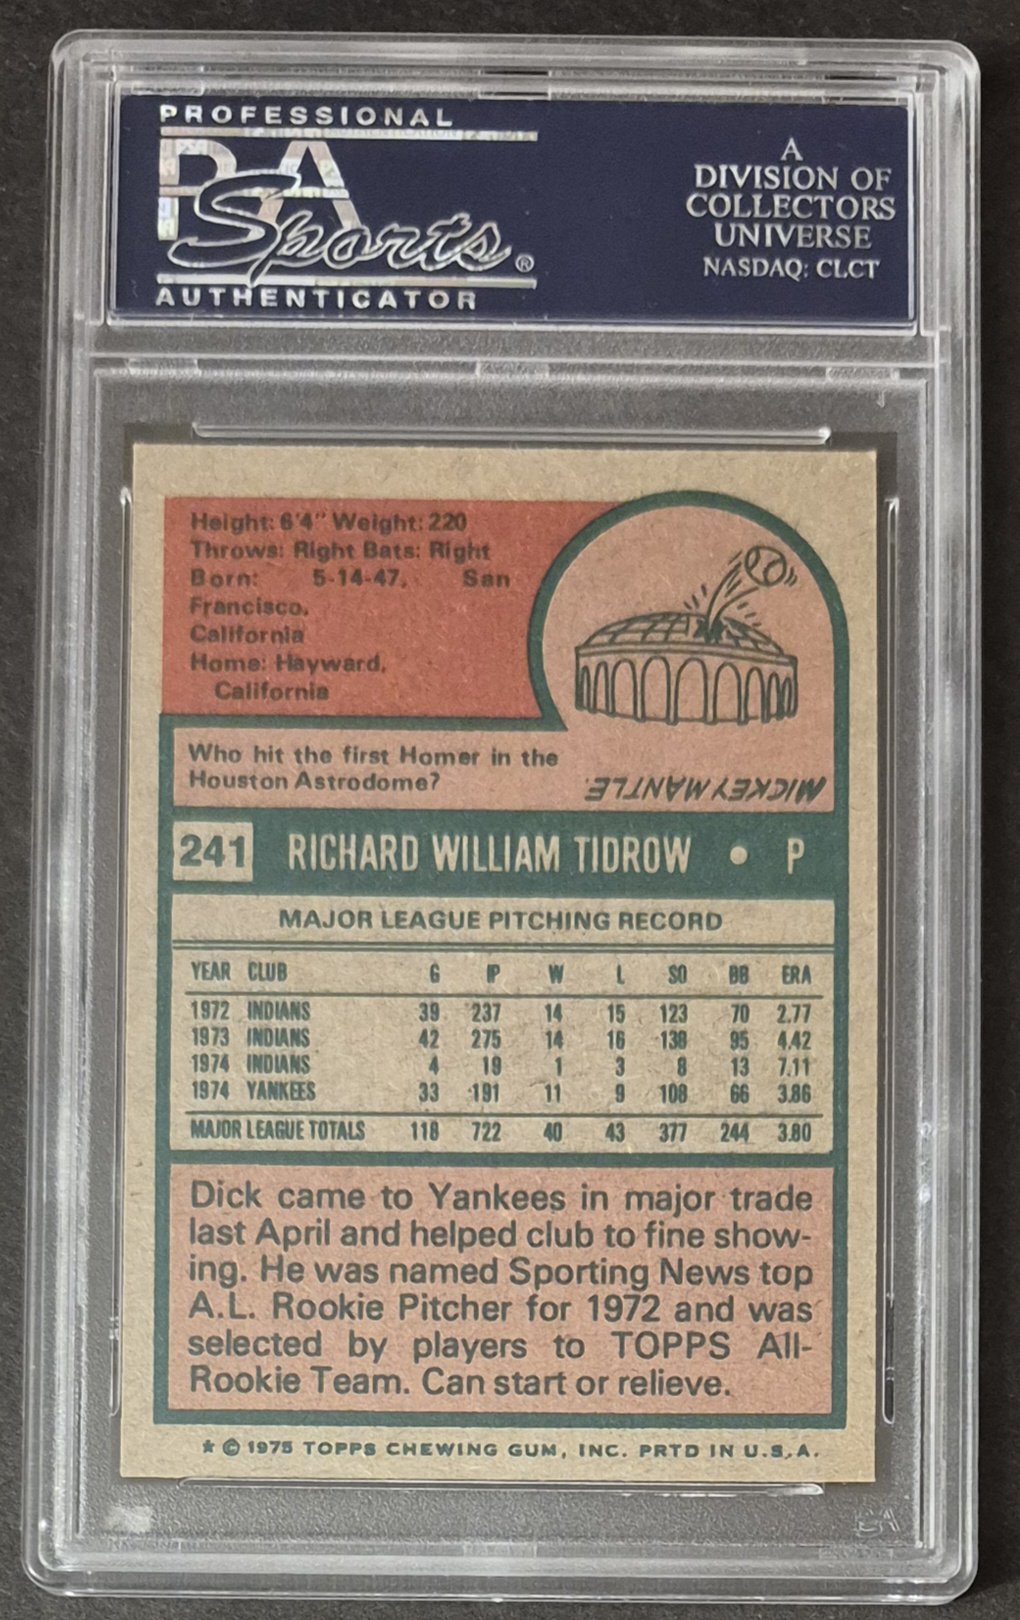 PROFESSIONAL
PSA
Sports®
AUTHENTICATOR
A
DIVISION OF
COLLECTORS
UNIVERSE
NASDAQ: CLCT
Height: 6'4" Weight: 220
Throws: Right Bats: Right
Born: 5-14-47, San
Francisco,
California
Home: Hayward,
California
Who hit the first Homer in the
Houston Astrodome?
MICKEY MANTLE.
241 RICHARD WILLIAM TIDROW • P
MAJOR LEAGUE PITCHING RECORD
YEAR CLUB G IP W L SO BB ERA
1972 INDIANS 39 237 14 15 123 70 2.77
1973 INDIANS 42 275 14 16 138 95 4.42
1974 INDIANS 4 19 1 3 8 13 7.11
1974 YANKEES 33 191 11 9 108 66 3.86
MAJOR LEAGUE TOTALS 118 722 40 43 377 244 3.80
Dick came to Yankees in major trade
last April and helped club to fine show-
ing. He was named Sporting News top
A.L. Rookie Pitcher for 1972 and was
selected by players to TOPPS All-
Rookie Team. Can start or relieve.
* © 1975 TOPPS CHEWING GUM, INC. PRTD IN U.S.A.